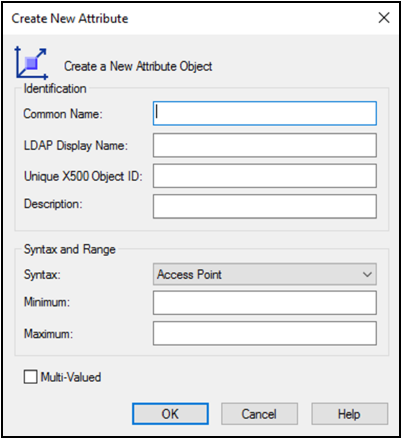 Create New Attribute
Create a New Attribute Object
Identification
Common Name:
LDAP Display Name:
Unique X500 Object ID:
Description:
Syntax and Range
Syntax: Access Point
Minimum:
Maximum:
Multi-Valued
OK Cancel Help